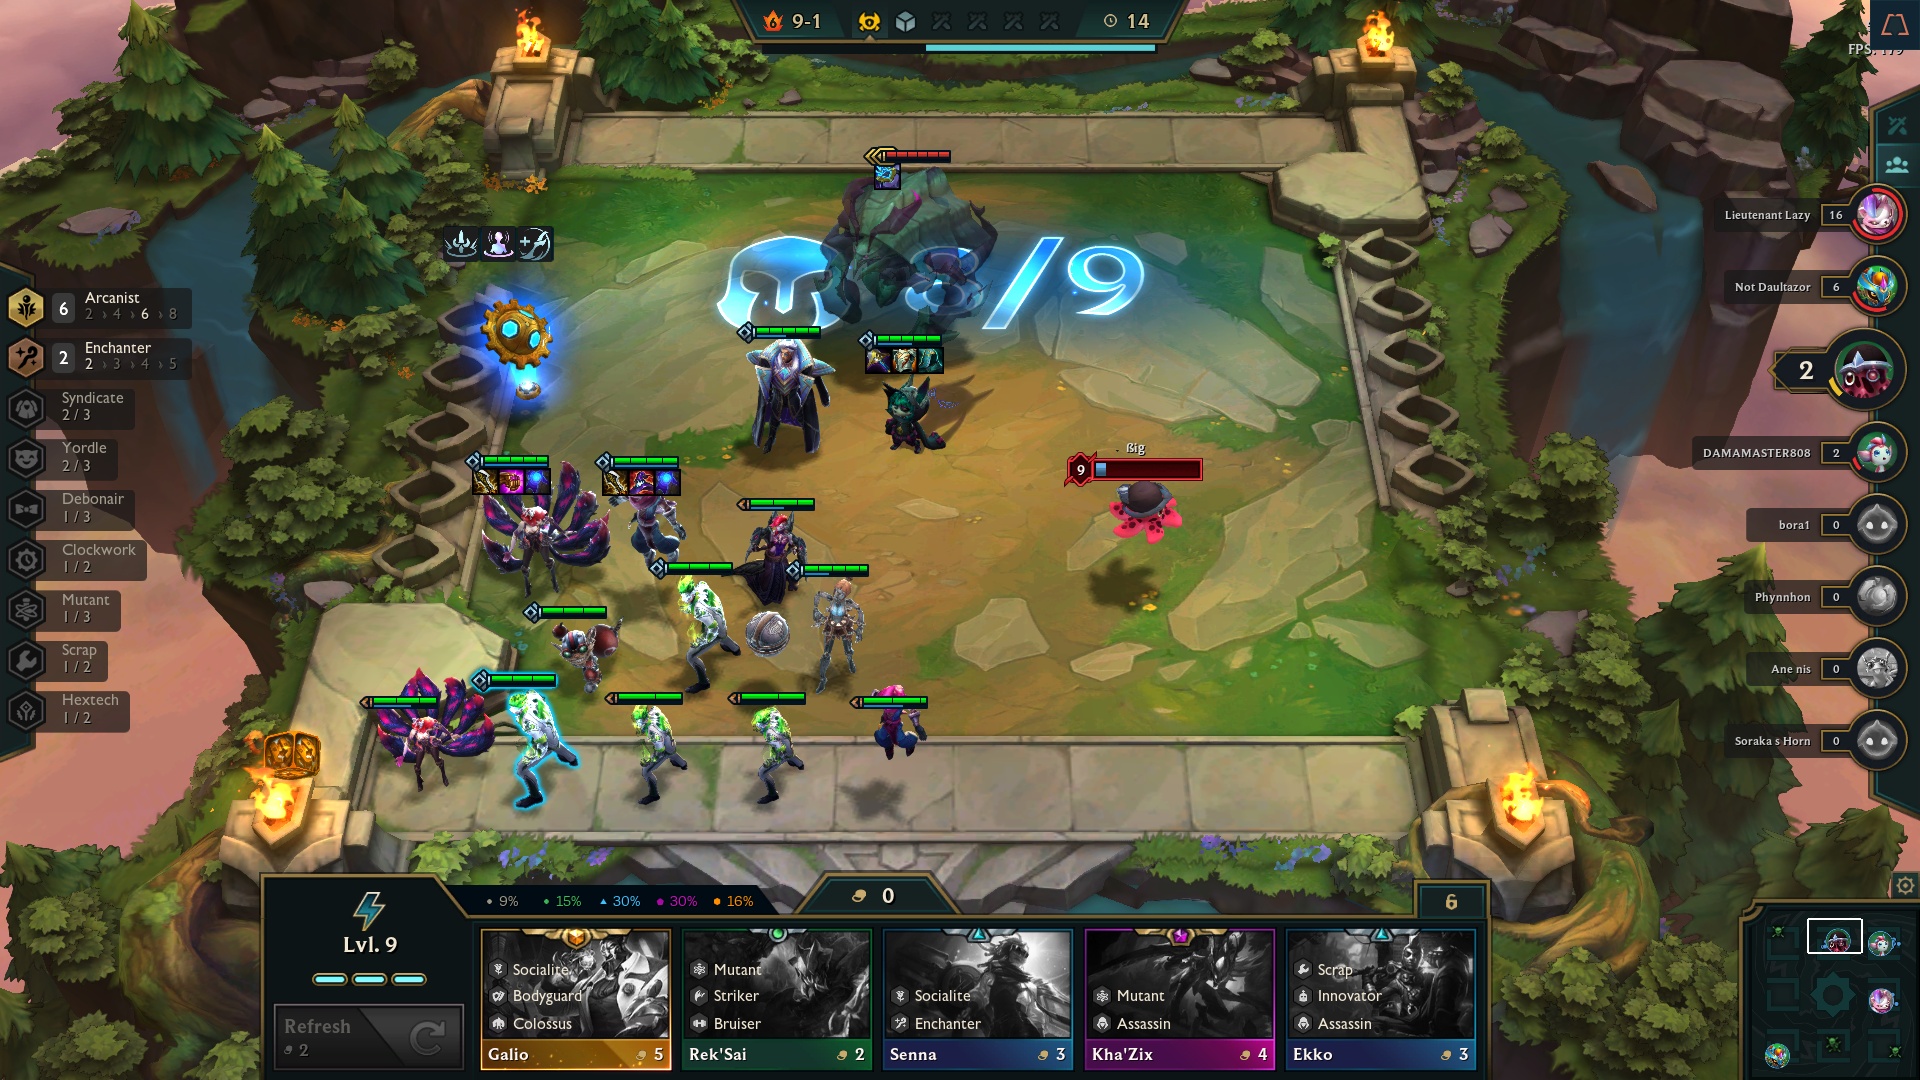 9-1
14
FPS: 179
/9
Lieutenant Lazy
16
Not Daultazor
6
2
DAMAMASTER808
2
bora1
0
Phynnhon
0
Ane nis
0
Soraka s Horn
0
6
Arcanist
2 › 4 › 6 › 8
2
Enchanter
2 › 3 › 4 › 5
Syndicate
2 / 3
Yordle
2 / 3
Debonair
1 / 3
Clockwork
1 / 2
Mutant
1 / 3
Scrap
1 / 2
Hextech
1 / 2
9
Lvl. 9
Refresh
2
9%
15%
30%
30%
16%
0
6
Socialite
Bodyguard
Colossus
Galio
5
Mutant
Striker
Bruiser
Rek'Sai
2
Socialite
Enchanter
Senna
3
Mutant
Assassin
Kha'Zix
4
Scrap
Innovator
Assassin
Ekko
3